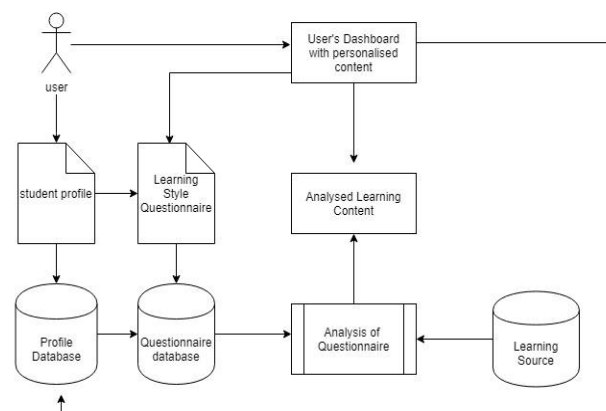 User's Dashboard
with personalised
content
user
student profile
Learning
Style
Questionnaire
Analysed Learning
Content
Profile
Database
Questionnaire
database
Analysis of
Questionnaire
Learning
Source